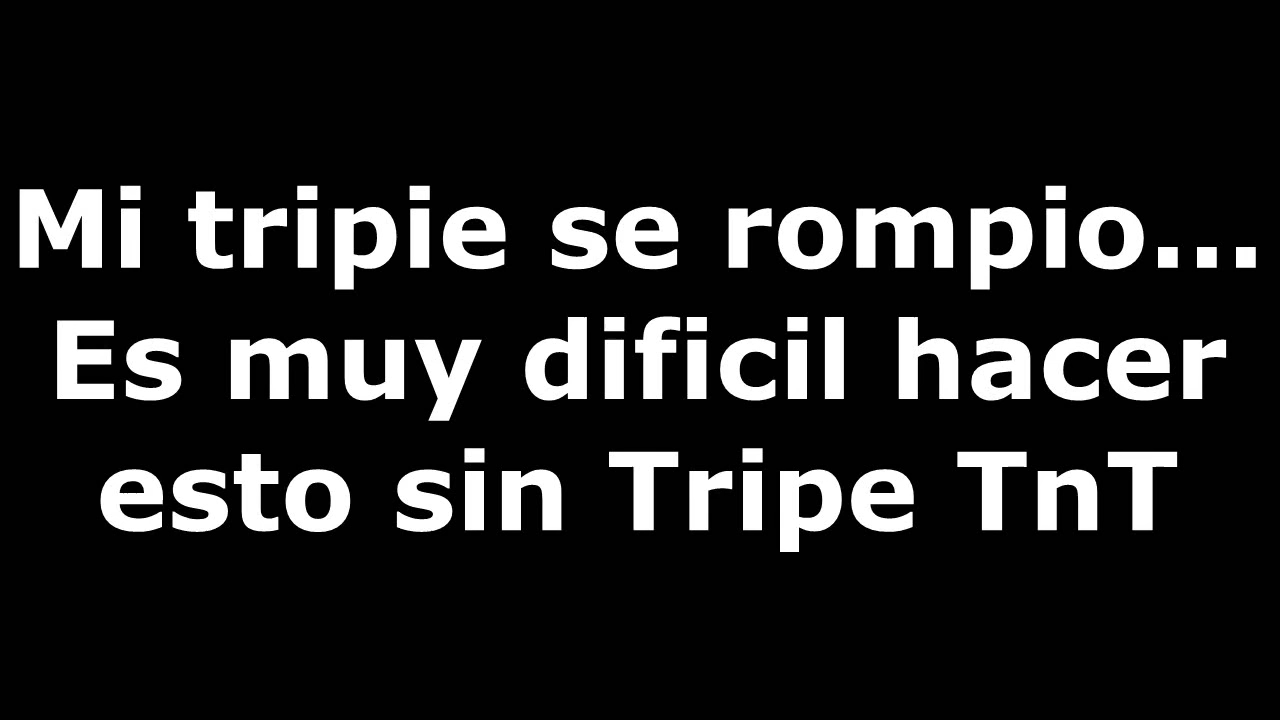 Mi tripie se rompio...
Es muy dificil hacer
esto sin Tripe TnT